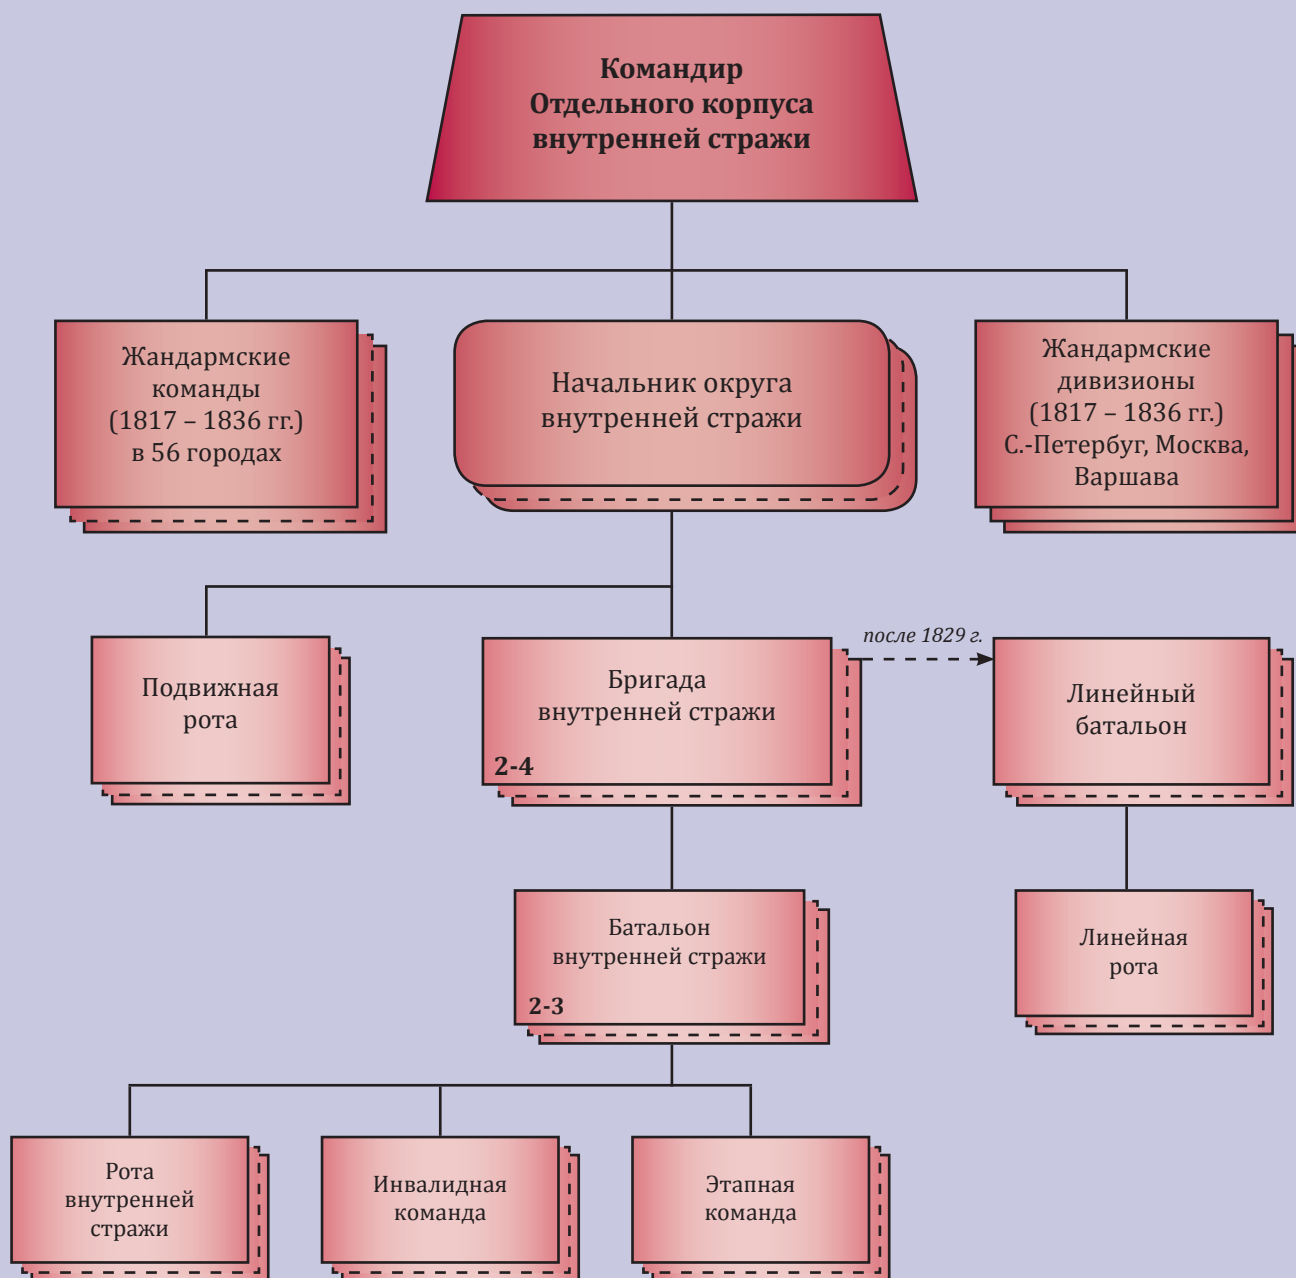 Командир
Отдельного корпуса
внутренней стражи
Жандармские
команды
(1817 – 1836 гг.)
в 56 городах
Начальник округа
внутренней стражи
Жандармские
дивизионы
(1817 – 1836 гг.)
С.-Петербуг, Москва,
Варшава
Подвижная
рота
Бригада
внутренней стражи
2-4
после 1829 г.
Линейный
батальон
Батальон
внутренней стражи
2-3
Линейная
рота
Рота
внутренней
стражи
Инвалидная
команда
Этапная
команда